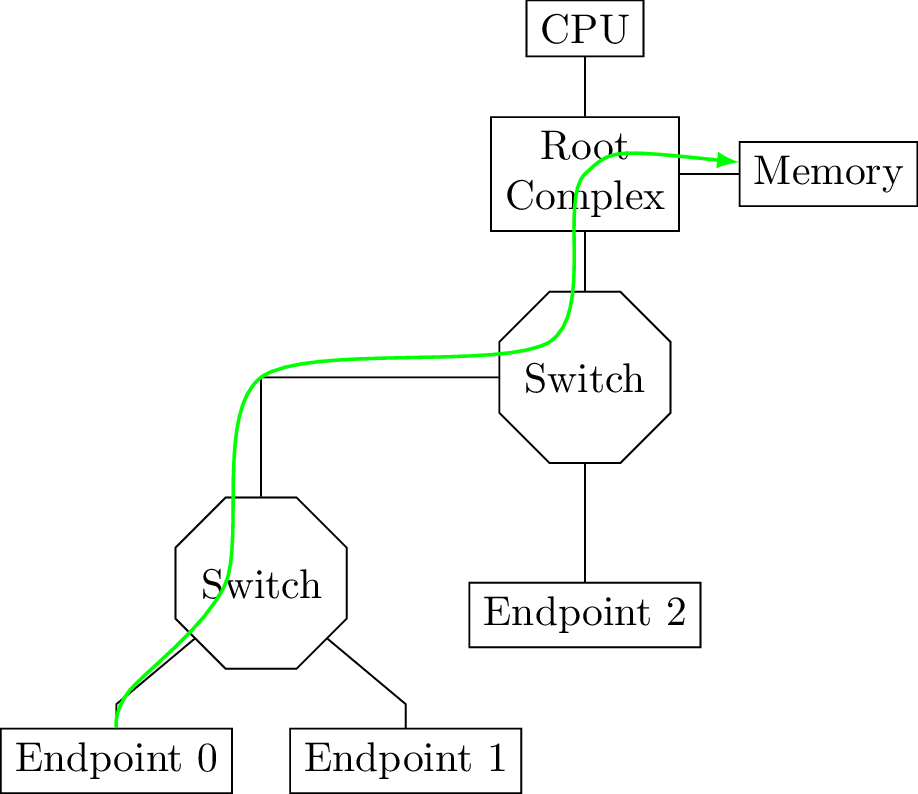 CPU
Root
Complex
Memory
Switch
Switch
Endpoint 2
Endpoint 0
Endpoint 1